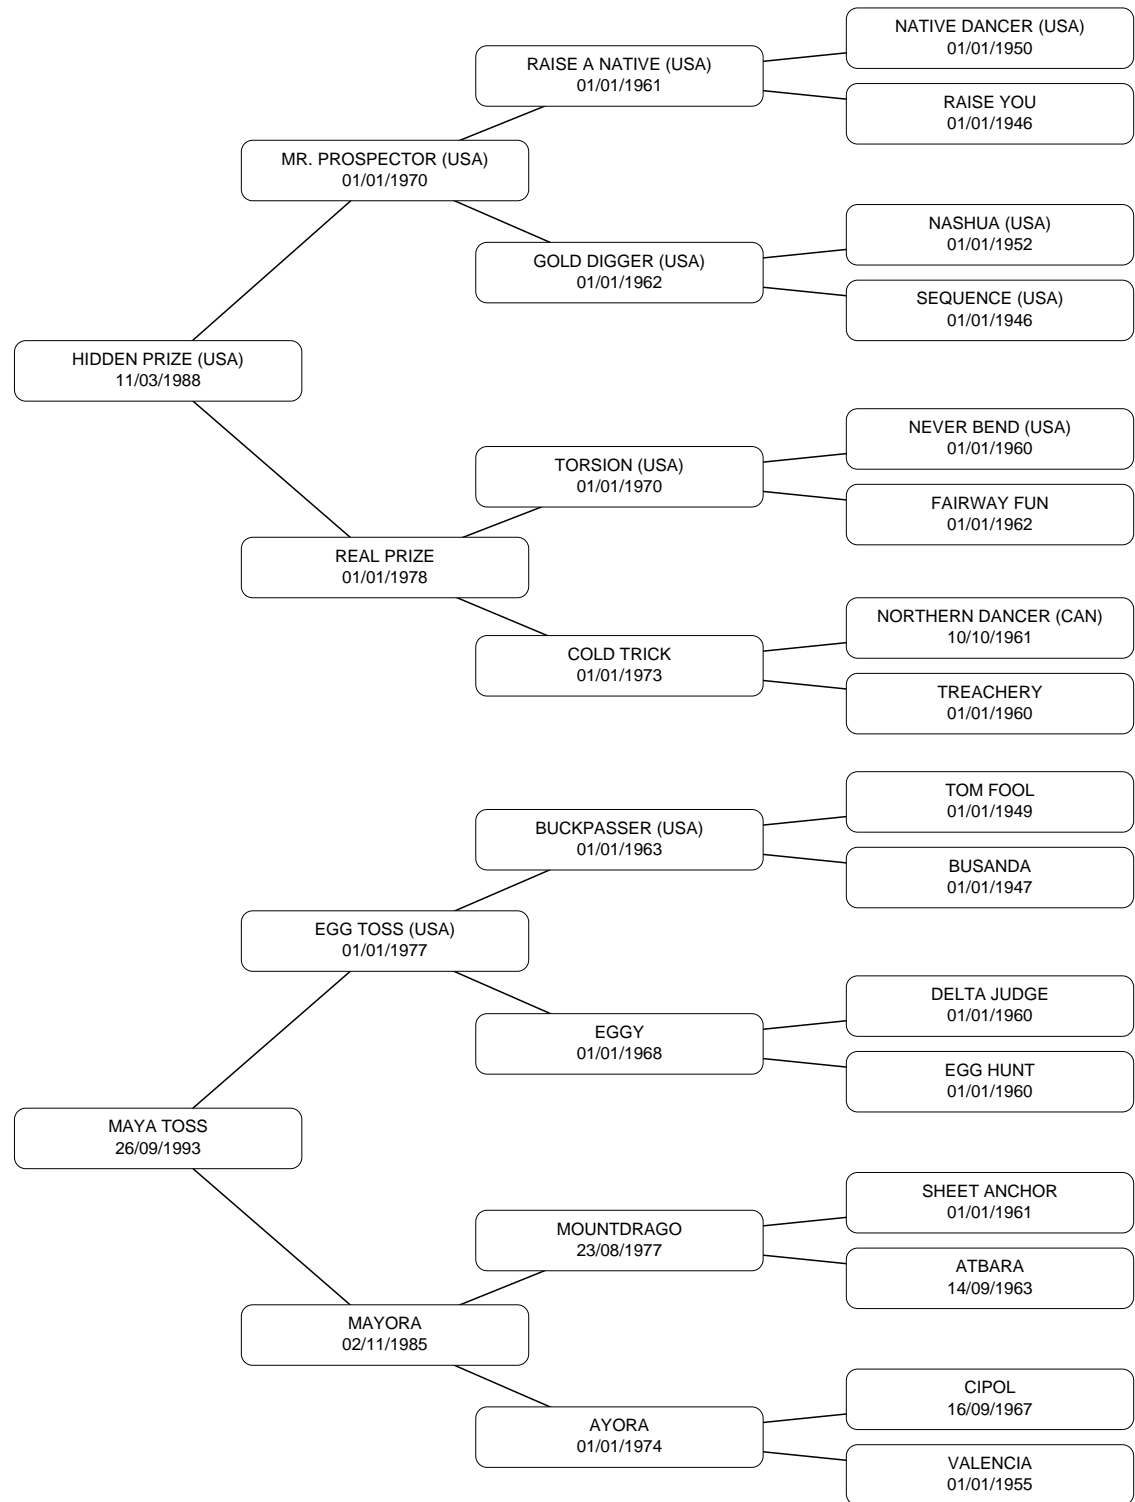 NATIVE DANCER (USA)
01/01/1950
RAISE A NATIVE (USA)
01/01/1961
RAISE YOU
01/01/1946
MR. PROSPECTOR (USA)
01/01/1970
NASHUA (USA)
01/01/1952
GOLD DIGGER (USA)
01/01/1962
SEQUENCE (USA)
01/01/1946
HIDDEN PRIZE (USA)
11/03/1988
NEVER BEND (USA)
01/01/1960
TORSION (USA)
01/01/1970
FAIRWAY FUN
01/01/1962
REAL PRIZE
01/01/1978
NORTHERN DANCER (CAN)
10/10/1961
COLD TRICK
01/01/1973
TREACHERY
01/01/1960
TOM FOOL
01/01/1949
BUCKPASSER (USA)
01/01/1963
BUSANDA
01/01/1947
EGG TOSS (USA)
01/01/1977
DELTA JUDGE
01/01/1960
EGGY
01/01/1968
EGG HUNT
01/01/1960
MAYA TOSS
26/09/1993
SHEET ANCHOR
01/01/1961
MOUNTDRAGO
23/08/1977
ATBARA
14/09/1963
MAYORA
02/11/1985
CIPOL
16/09/1967
AYORA
01/01/1974
VALENCIA
01/01/1955